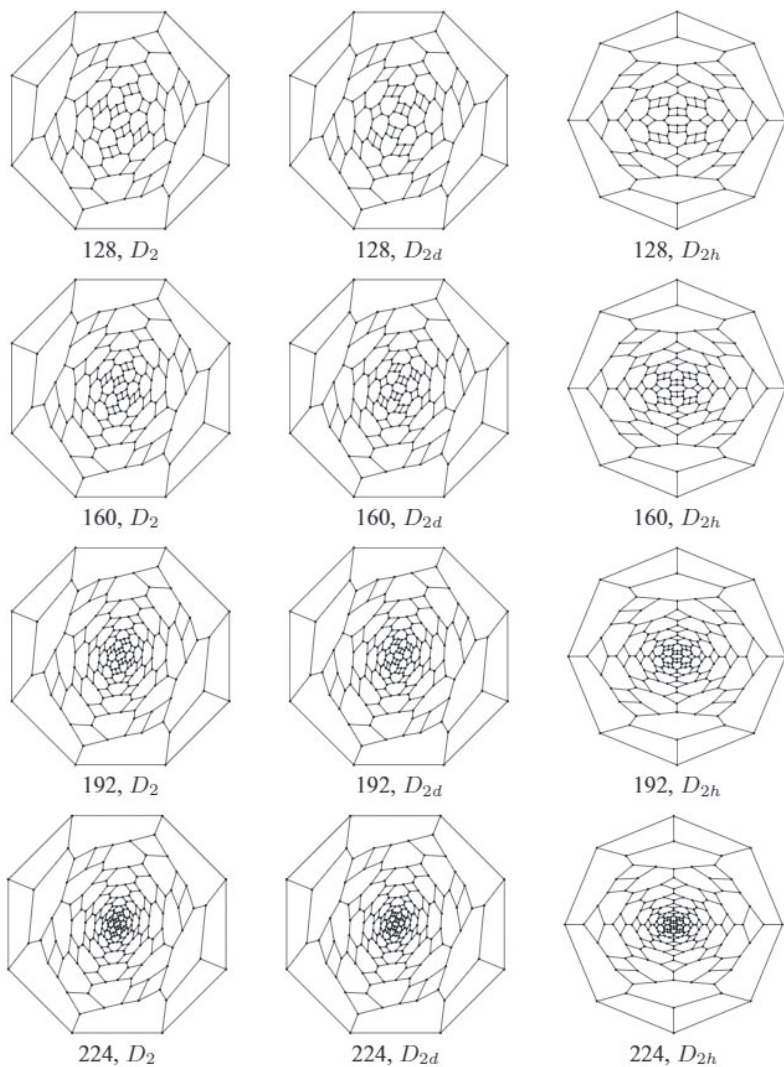 128, D₂ 128, D₂d 128, D₂h
160, D₂ 160, D₂d 160, D₂h
192, D₂ 192, D₂d 192, D₂h
224, D₂ 224, D₂d 224, D₂h